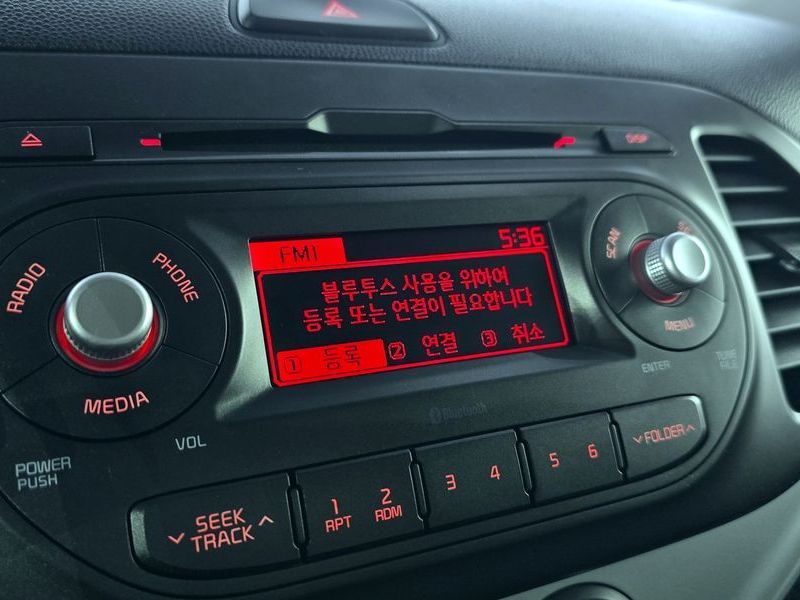 DISP
FM1
5:36
블루투스 사용을 위하여
등록 또는 연결이 필요합니다
1 등록 2 연결 3 취소
RADIO
PHONE
MEDIA
SCAN
MENU
ENTER
TUNE
FILE
Bluetooth
VOL
POWER
PUSH
SEEK
TRACK
1
RPT
2
RDM
3 4
5 6
FOLDER